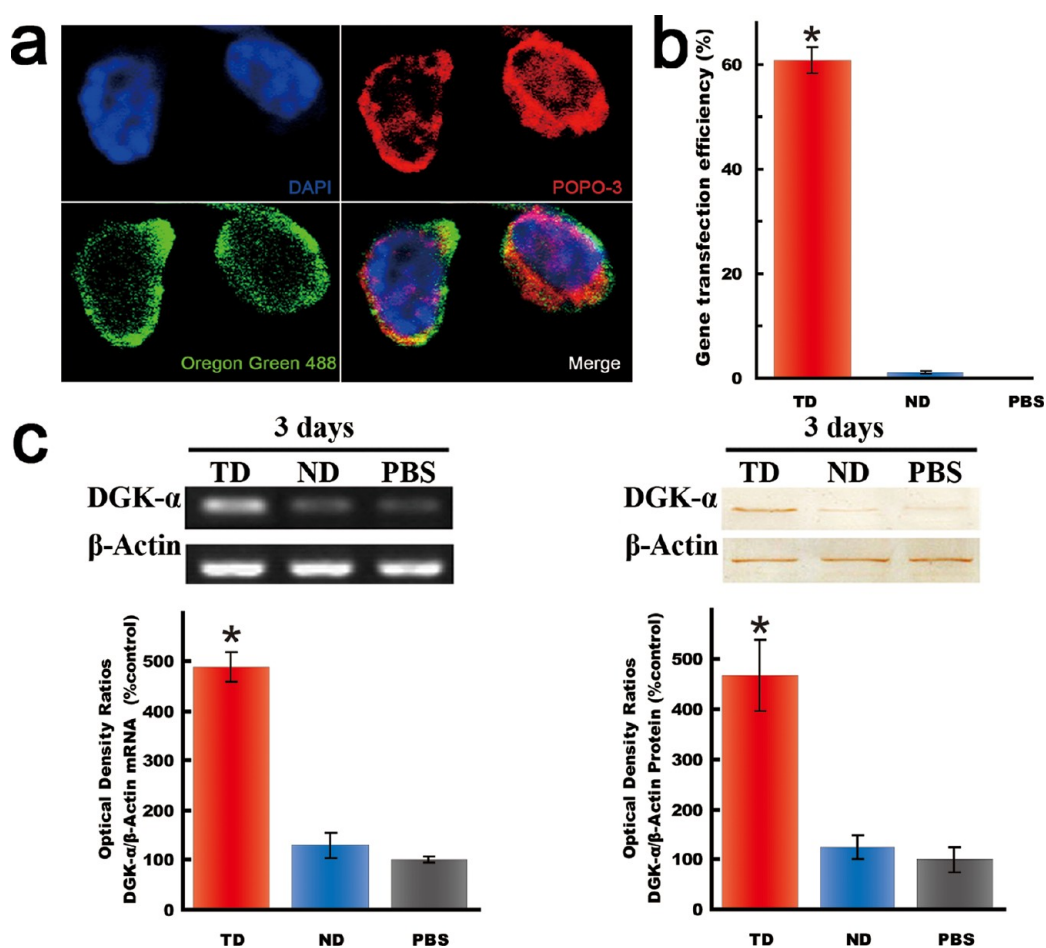 a
DAPI
POPO-3
Oregon Green 488
Merge
b
Gene transfection efficiency (%)
60
40
20
0
*
TD ND PBS
c
3 days
TD ND PBS
DGK-α
β-Actin
Optical Density Ratios
DGK-α/β-Actin mRNA (%control)
500
400
300
200
100
0
*
TD ND PBS
3 days
TD ND PBS
DGK-α
β-Actin
Optical Density Ratios
DGK-α/β-Actin Protein (%control)
500
400
300
200
100
0
*
TD ND PBS